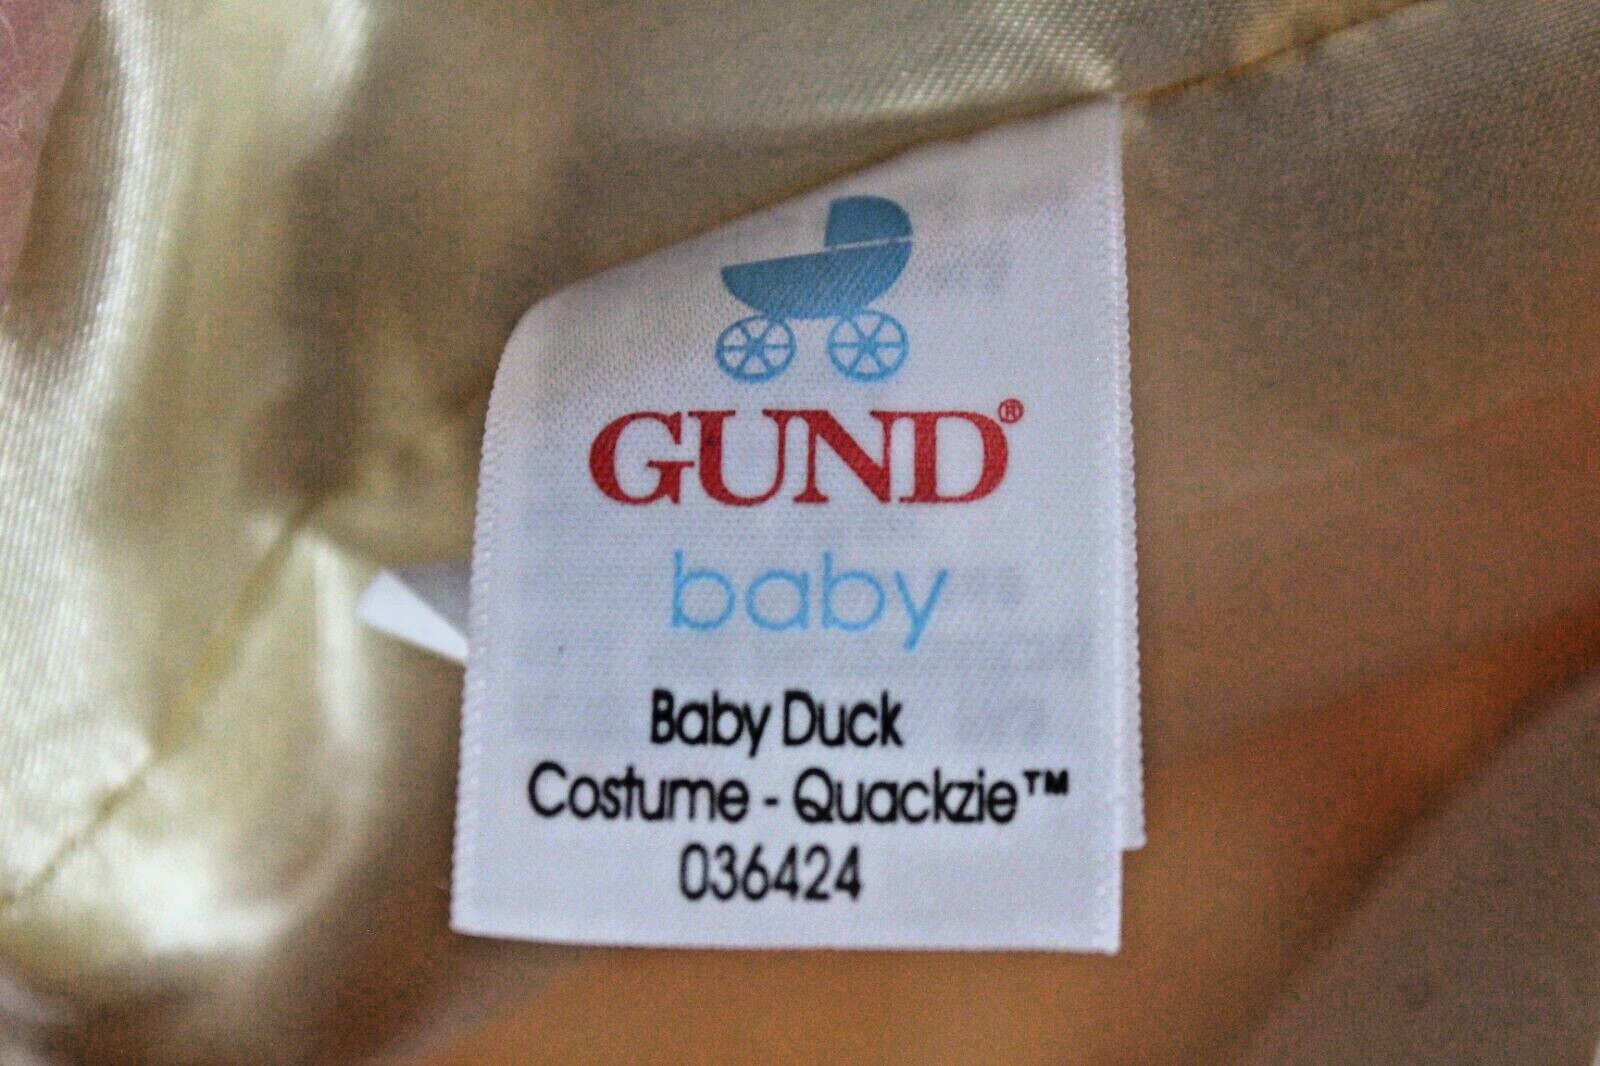 GUND®
baby
Baby Duck
Costume - Quackzie™
036424